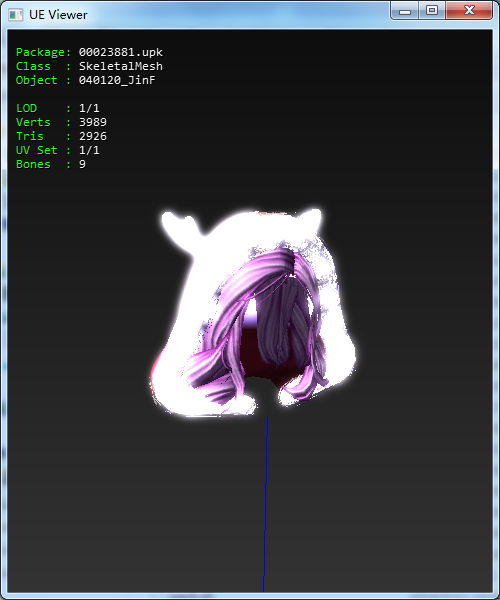 UE Viewer
Package: 00023881.upk
Class  : SkeletalMesh
Object : 040120_JinF
LOD    : 1/1
Verts  : 3989
Tris   : 2926
UV Set : 1/1
Bones  : 9